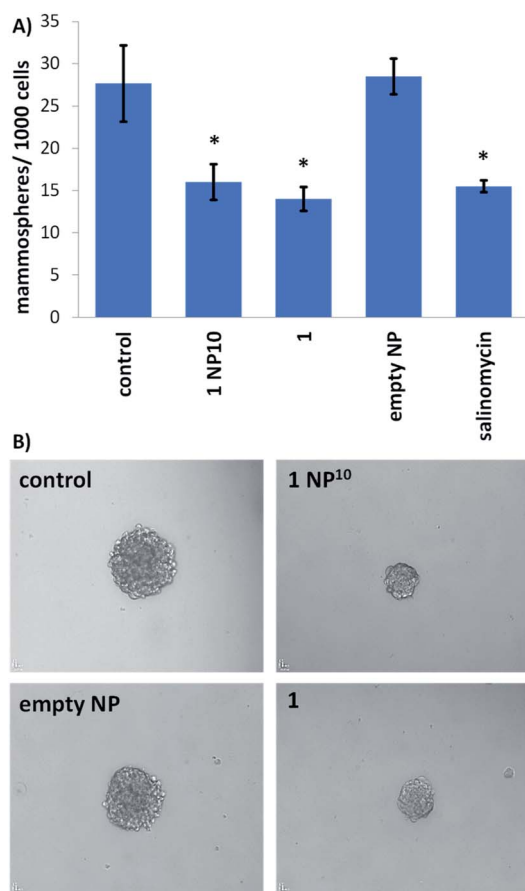 A)
mammospheres/ 1000 cells
35
30
25
20
15
10
5
0
*
*
*
control
1 NP10
1
empty NP
salinomycin
B)
control
1 NP¹⁰
empty NP
1